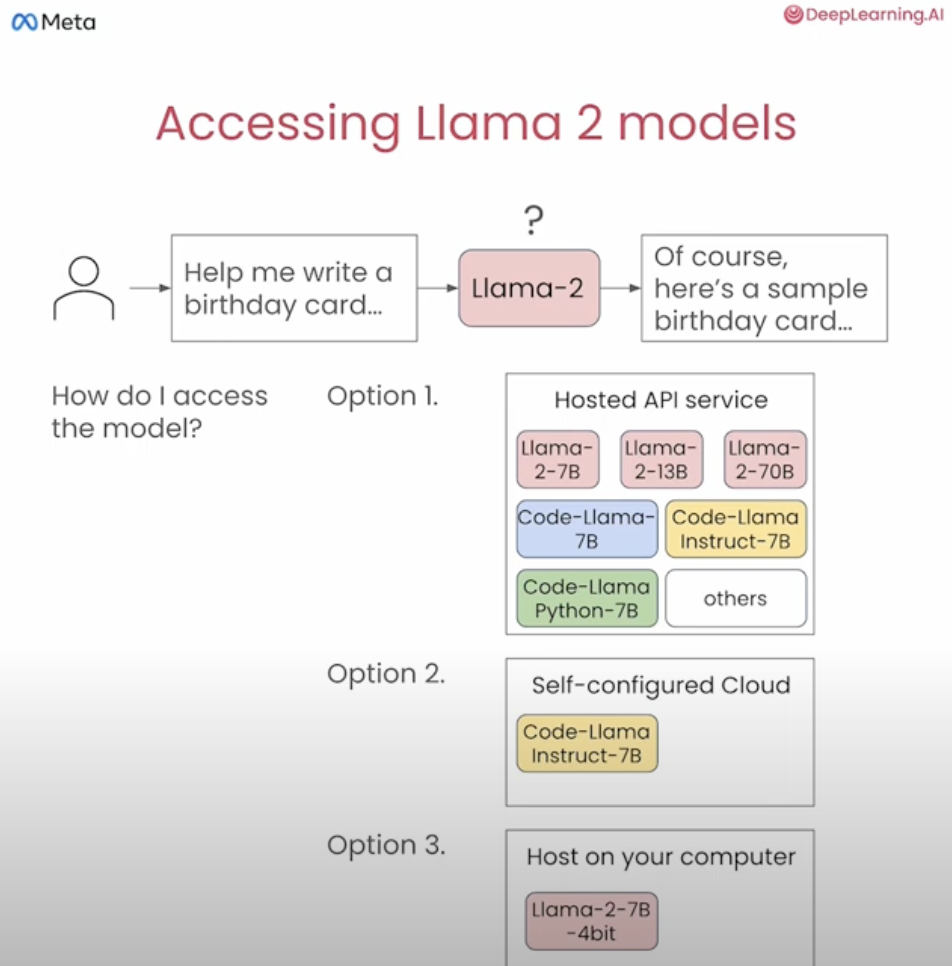 Meta
DeepLearning.AI
Accessing Llama 2 models
?
Help me write a
birthday card...
Llama-2
Of course,
here's a sample
birthday card...
How do I access
the model?
Option 1.
Hosted API service
Llama-
2-7B
Llama-
2-13B
Llama-
2-70B
Code-Llama-
7B
Code-Llama
Instruct-7B
Code-Llama
Python-7B
others
Option 2.
Self-configured Cloud
Code-Llama
Instruct-7B
Option 3.
Host on your computer
Llama-2-7B
-4bit